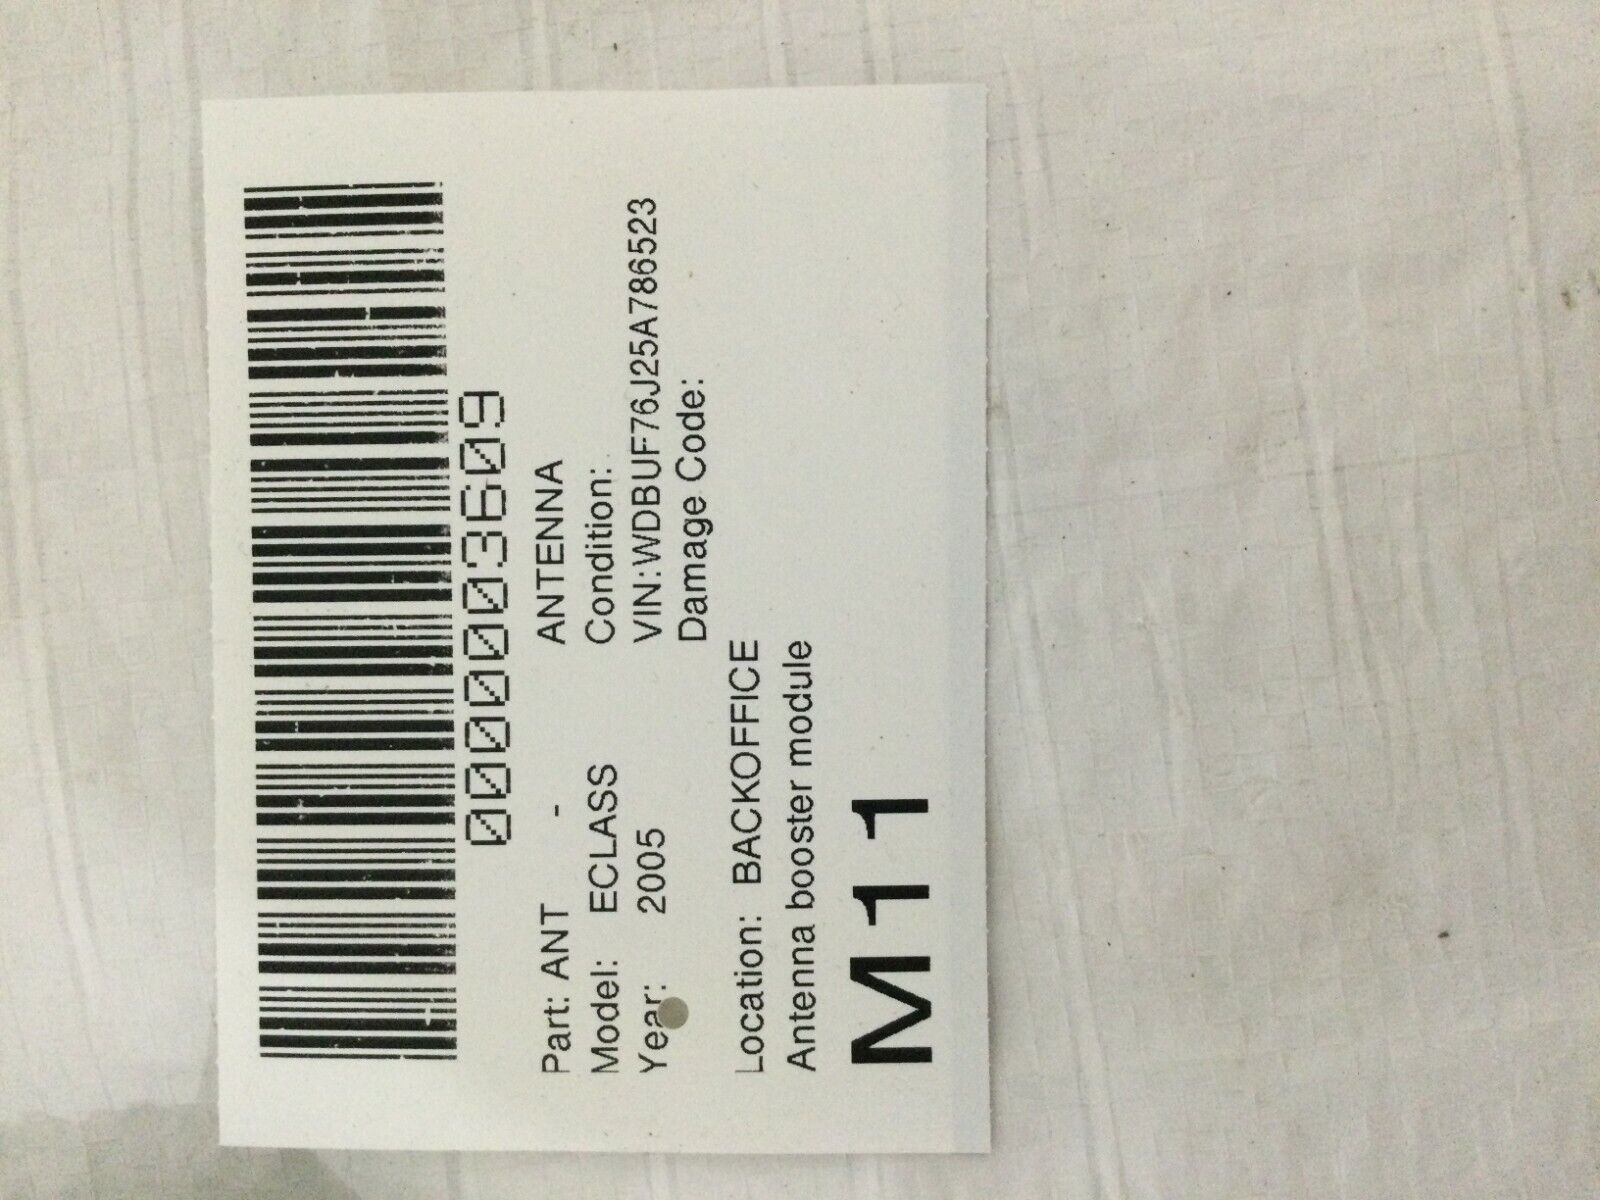 0000003609
Part: ANT - ANTENNA
Model: ECLASS Condition:
Year: 2005 VIN:WDBUF76J25A786523
Damage Code:
Location: BACKOFFICE
Antenna booster module
M11